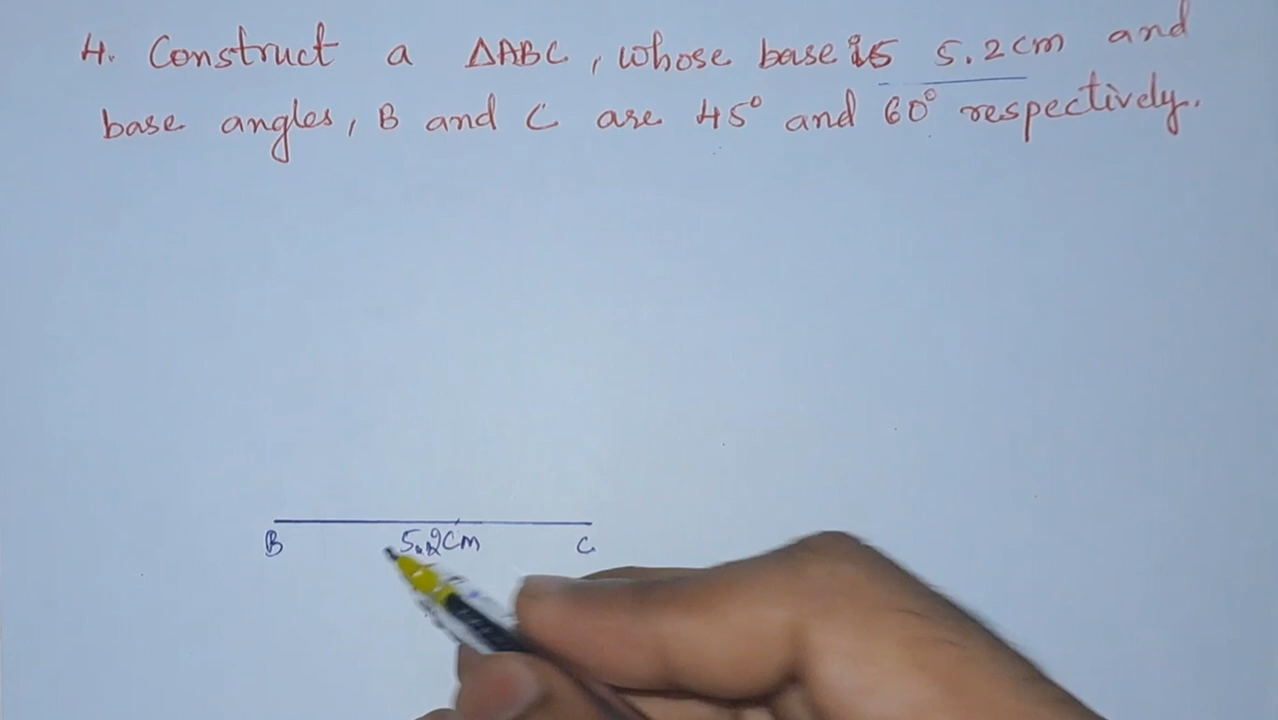 4. Construct a ΔABC, whose base is 5.2cm and
base angles, B and C are 45° and 60° respectively.
B 5.2cm C